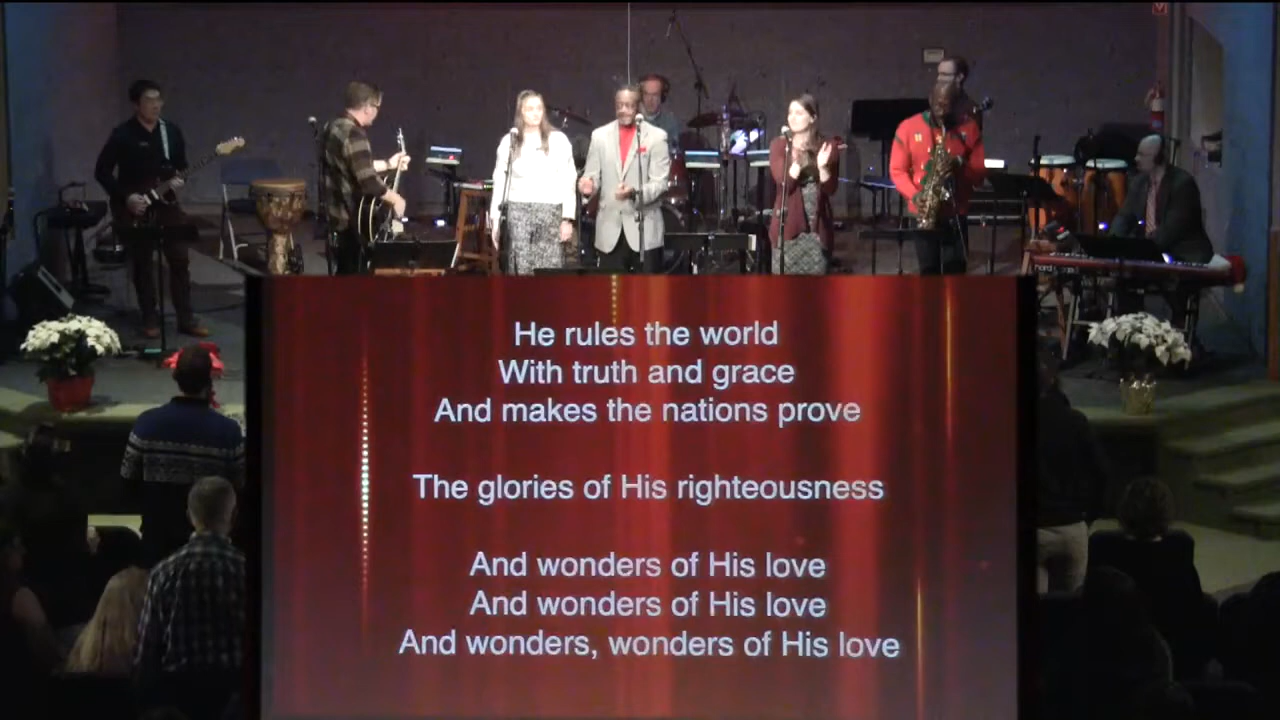 He rules the world
With truth and grace
And makes the nations prove
The glories of His righteousness
And wonders of His love
And wonders of His love
And wonders, wonders of His love